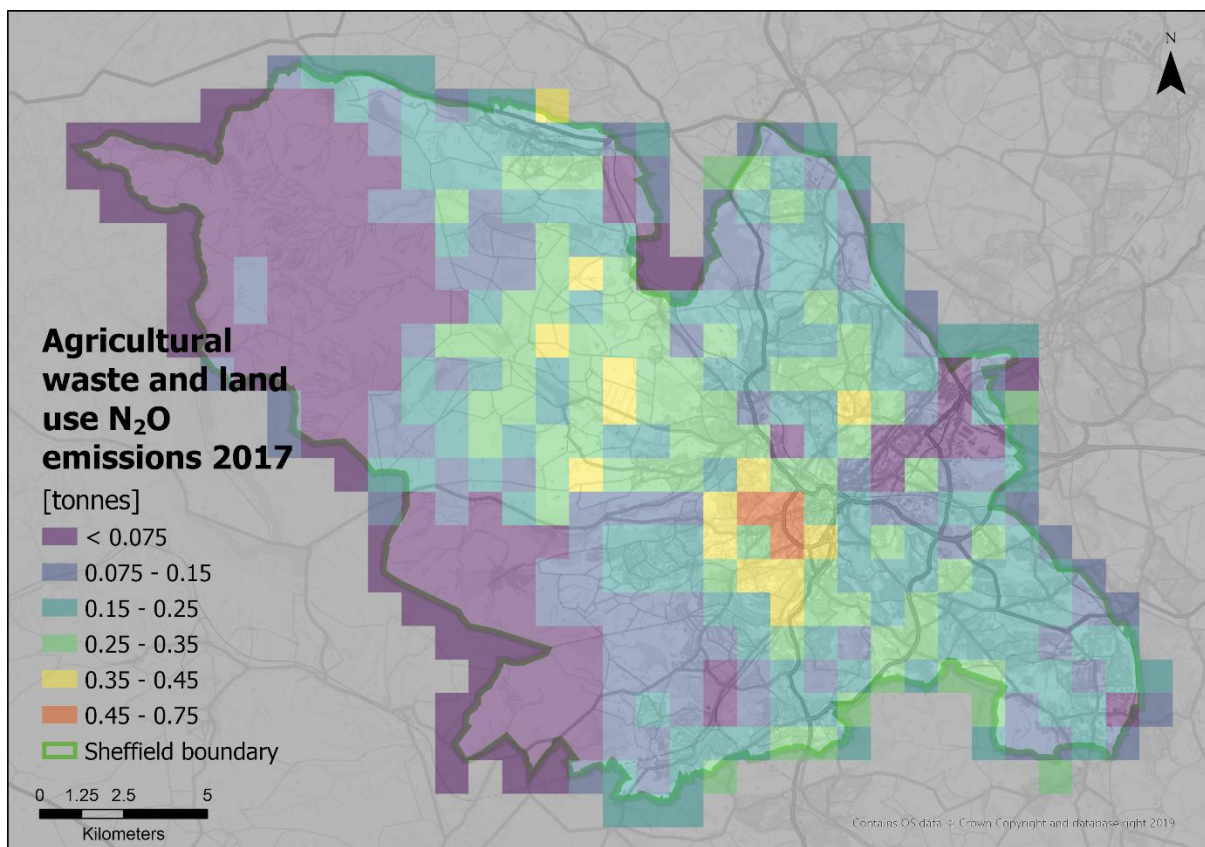 N
Agricultural
waste and land
use N₂O
emissions 2017
[tonnes]
< 0.075
0.075 - 0.15
0.15 - 0.25
0.25 - 0.35
0.35 - 0.45
0.45 - 0.75
Sheffield boundary
0 1.25 2.5 5
Kilometers
Contains OS data © Crown Copyright and database right 2019